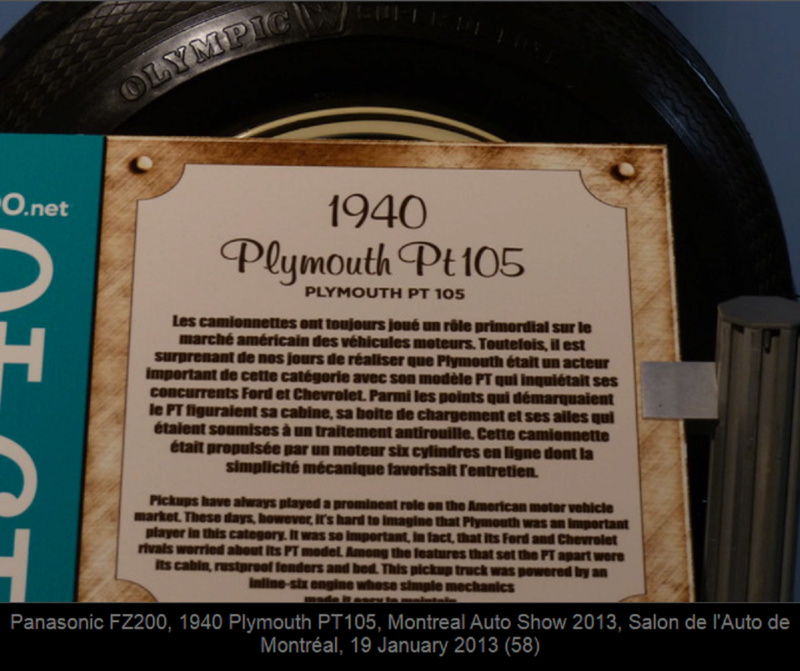 OLYMPIC
O.net
1940
Plymouth Pt 105
PLYMOUTH PT 105
Les camionnettes ont toujours joué un rôle primordial sur le
marché américain des véhicules moteurs. Toutefois, il est
surprenant de nos jours de réaliser que Plymouth était un acteur
important de cette catégorie avec son modèle PT qui inquiétait ses
concurrents Ford et Chevrolet. Parmi les points qui démarquaient
le PT figuraient sa cabine, sa boite de chargement et ses ailes qui
étaient soumises à un traitement antirouille. Cette camionnette
était propulsée par un moteur six cylindres en ligne dont la
simplicité mécanique favorisait l'entretien.
Pickups have always played a prominent role on the American motor vehicle
market. These days, however, it's hard to imagine that Plymouth was an important
player in this category. It was so important, in fact, that its Ford and Chevrolet
rivals worried about its PT model. Among the features that set the PT apart were
its cabin, rustproof fenders and bed. This pickup truck was powered by an
inline-six engine whose simple mechanics
made it easy to maintain.
Panasonic FZ200, 1940 Plymouth PT105, Montreal Auto Show 2013, Salon de l'Auto de
Montréal, 19 January 2013 (58)